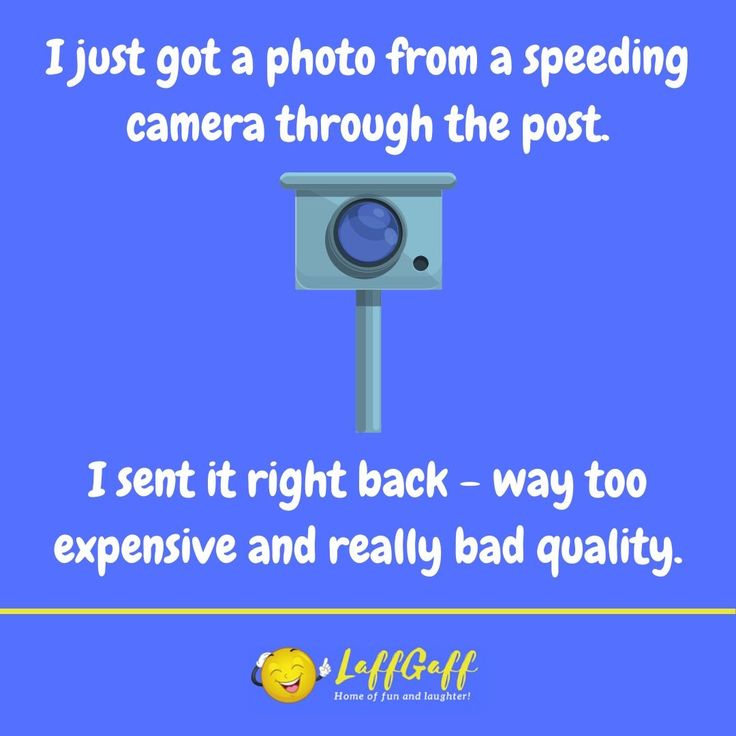 I just got a photo from a speeding
camera through the post.
I sent it right back - way too
expensive and really bad quality.
LaffGaff
Home of fun and laughter!